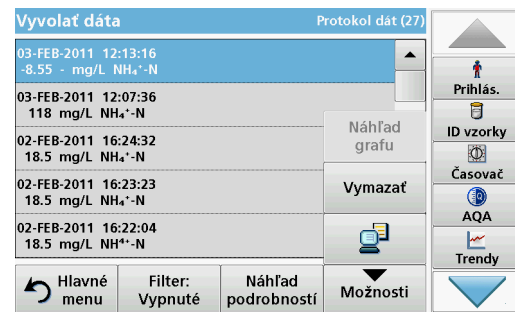 Vyvolať dáta
Protokol dát (27)
03-FEB-2011 12:13:16
-8.55 - mg/L NH₄⁺-N
03-FEB-2011 12:07:36
118 mg/L NH₄⁺-N
02-FEB-2011 16:24:32
18.5 mg/L NH₄⁺-N
02-FEB-2011 16:23:23
18.5 mg/L NH₄⁺-N
02-FEB-2011 16:22:04
18.5 mg/L NH⁴⁺-N
Náhľad
grafu
Vymazať
Hlavné
menu
Filter:
Vypnuté
Náhľad
podrobností
Možnosti
Prihlás.
ID vzorky
Časovač
AQA
Trendy